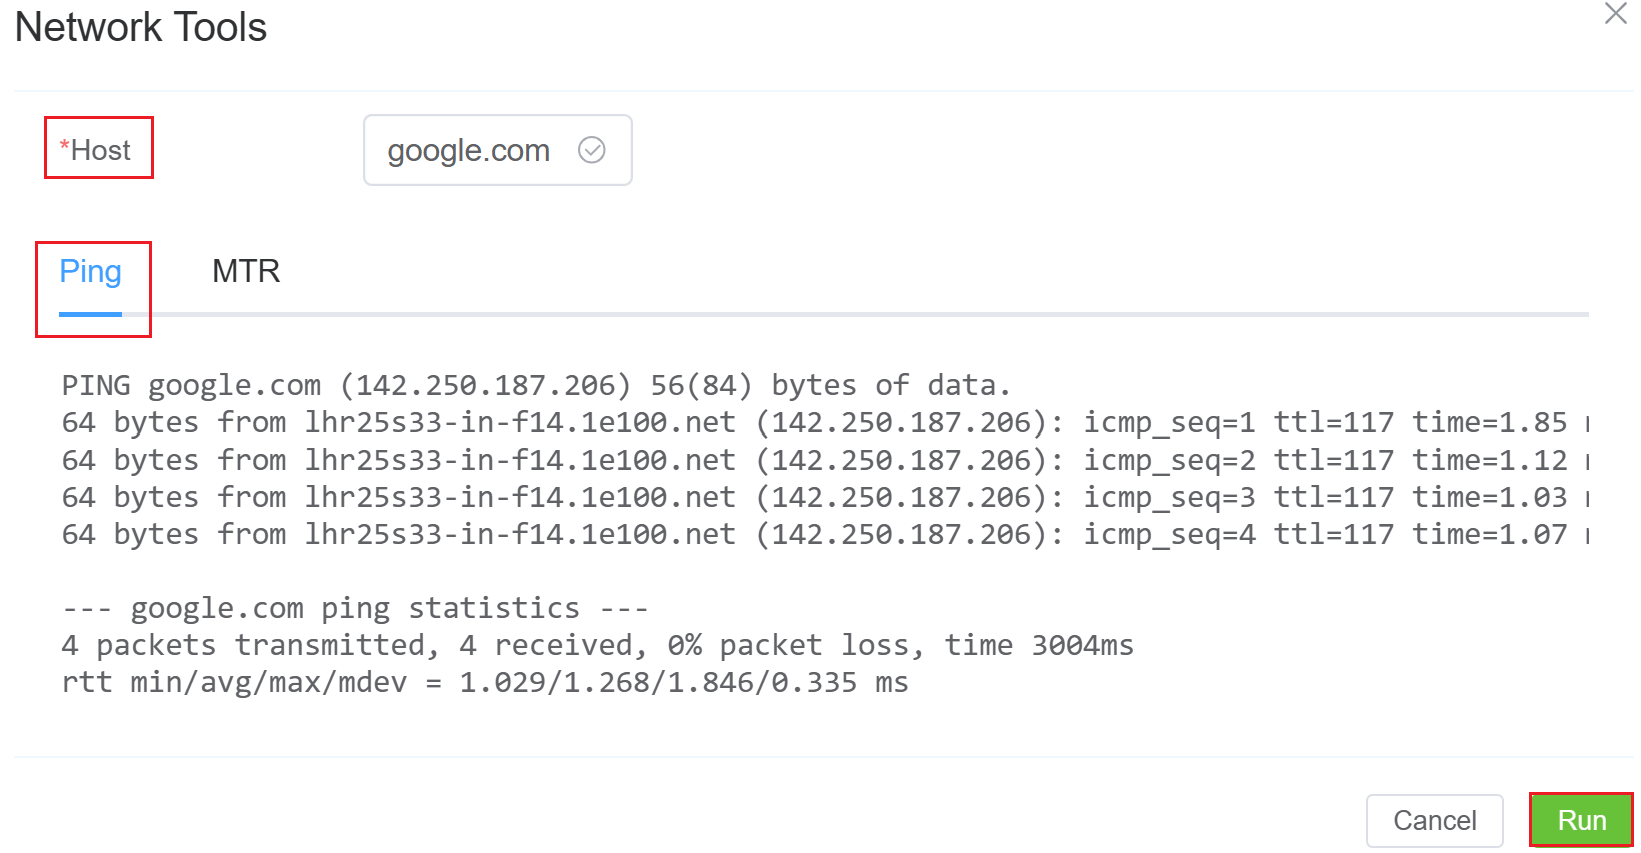 Network Tools
*Host
google.com
Ping MTR
PING google.com (142.250.187.206) 56(84) bytes of data.
64 bytes from lhr25s33-in-f14.1e100.net (142.250.187.206): icmp_seq=1 ttl=117 time=1.85
64 bytes from lhr25s33-in-f14.1e100.net (142.250.187.206): icmp_seq=2 ttl=117 time=1.12
64 bytes from lhr25s33-in-f14.1e100.net (142.250.187.206): icmp_seq=3 ttl=117 time=1.03
64 bytes from lhr25s33-in-f14.1e100.net (142.250.187.206): icmp_seq=4 ttl=117 time=1.07
--- google.com ping statistics ---
4 packets transmitted, 4 received, 0% packet loss, time 3004ms
rtt min/avg/max/mdev = 1.029/1.268/1.846/0.335 ms
Cancel Run